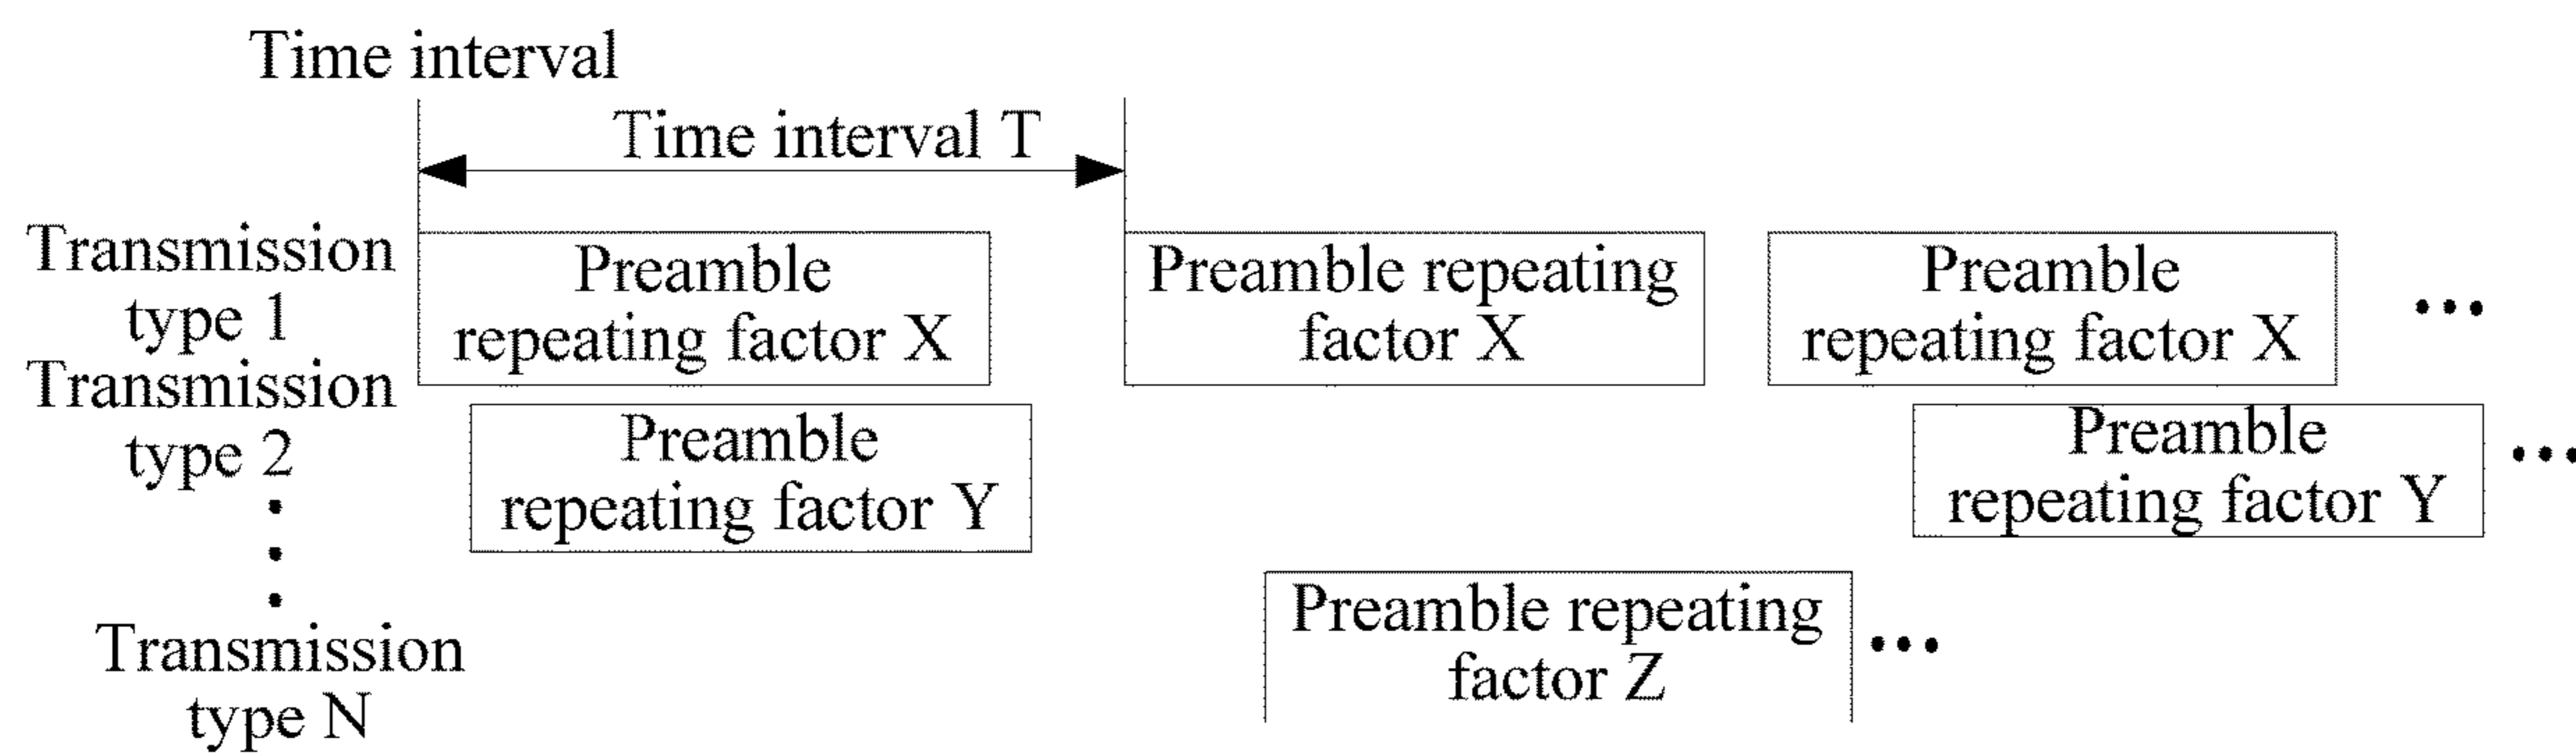 Time interval
Time interval T
Transmission
type 1
Preamble
repeating factor X
Preamble repeating
factor X
Preamble
repeating factor X
...
Transmission
type 2
Preamble
repeating factor Y
Preamble
repeating factor Y
...
Transmission
type N
Preamble repeating
factor Z
...